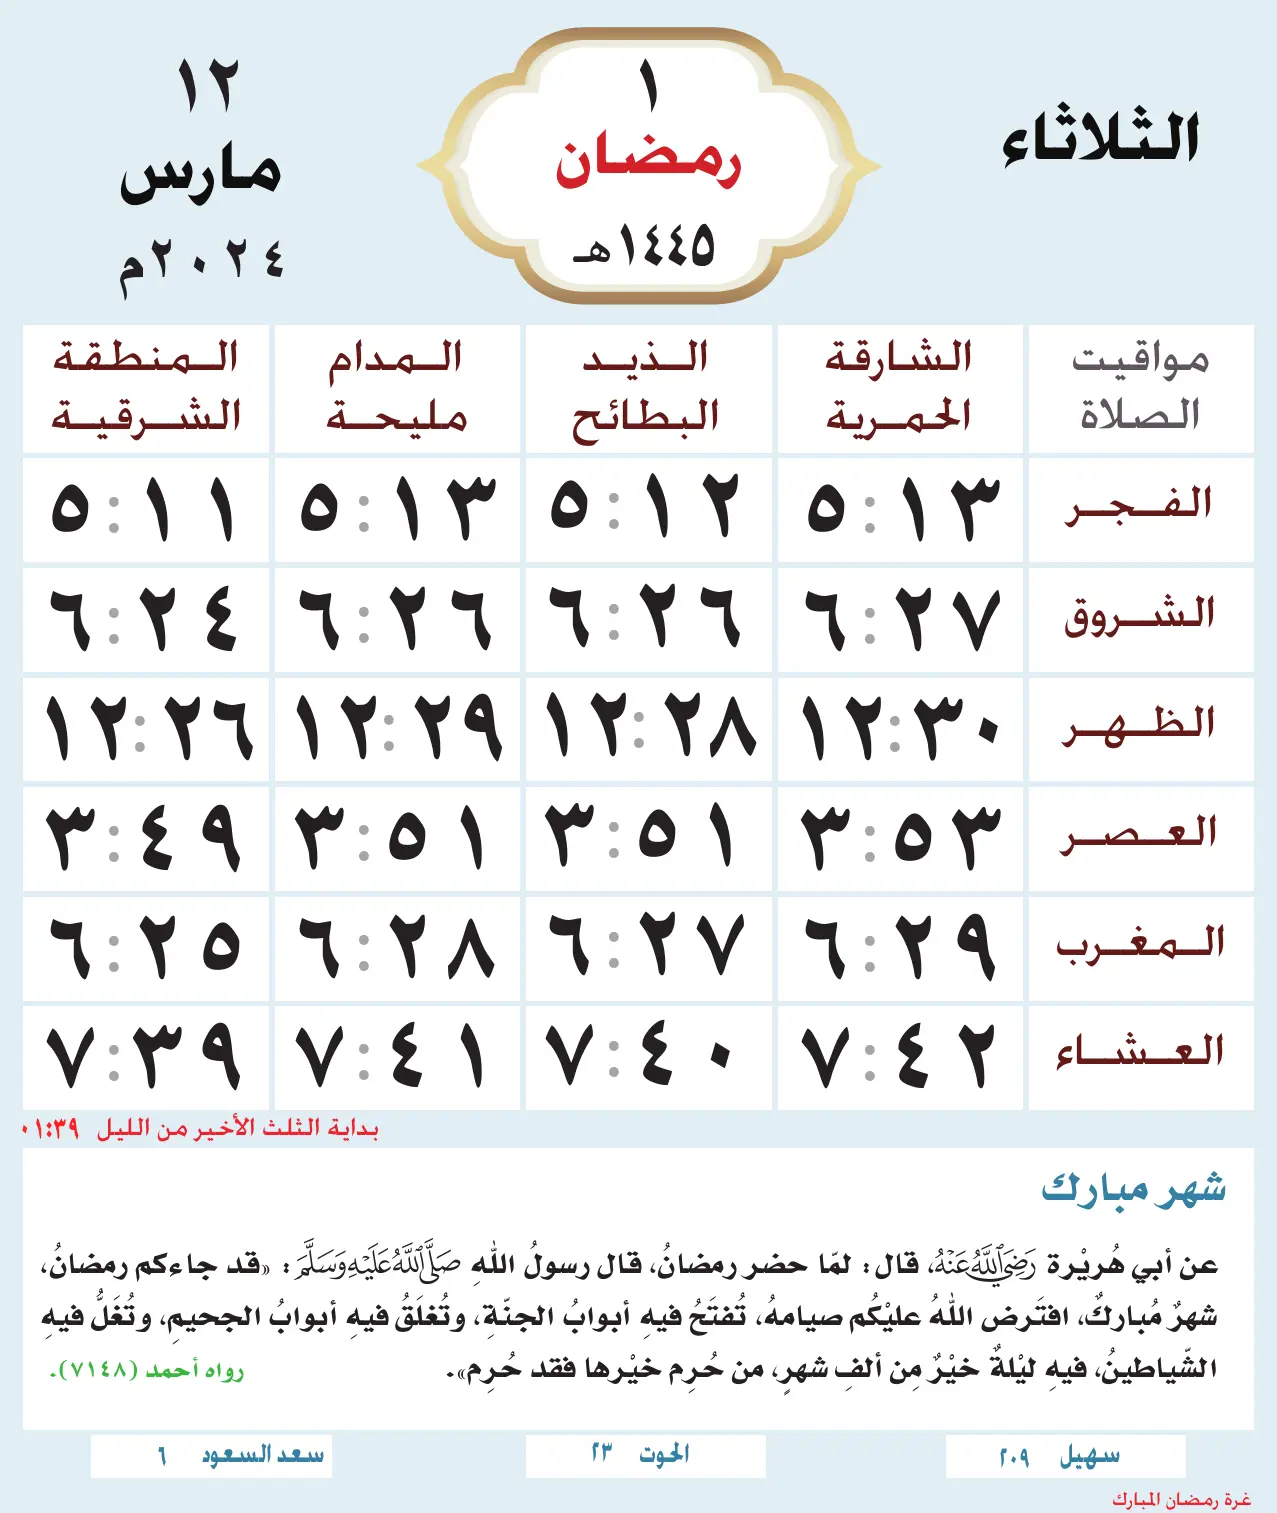 الثلاثاء
١
رمضان
١٤٤٥هـ
١٢
مارس
٢٠٢٤م
مواقيت الصلاة
الشارقة الحمرية
الذيد البطائح
المدام مليحة
المنطقة الشرقية
الفجر ٥:١٣ ٥:١٢ ٥:١٣ ٥:١١
الشروق ٦:٢٧ ٦:٢٦ ٦:٢٦ ٦:٢٤
الظهر ١٢:٣٠ ١٢:٢٨ ١٢:٢٩ ١٢:٢٦
العصر ٣:٥٣ ٣:٥١ ٣:٥١ ٣:٤٩
المغرب ٦:٢٩ ٦:٢٧ ٦:٢٨ ٦:٢٥
العشاء ٧:٤٢ ٧:٤٠ ٧:٤١ ٧:٣٩
بداية الثلث الأخير من الليل ٠١:٣٩
شهر مبارك
عن أبي هُريْرة رَضِيَ اللَّهُ عَنْهُ، قال: لمّا حضر رمضانُ، قال رسولُ اللهِ صَلَّى اللَّهُ عَلَيْهِ وَسَلَّمَ: «قد جاءكم رمضانُ،
شهرٌ مُباركٌ، افتَرض اللهُ عليْكُم صيامهُ، تُفتَحُ فيهِ أبوابُ الجنّةِ، وتُغلَقُ فيهِ أبوابُ الجحيمِ، وتُغَلُّ فيهِ
الشّياطينُ، فيهِ ليْلةٌ خيْرٌ مِن ألفِ شهرٍ، من حُرِم خيْرها فقد حُرِم».
رواه أحمد (٧١٤٨).
سهيل ٢٠٩
الحوت ٢٣
سعد السعود ٦
غرة رمضان المبارك